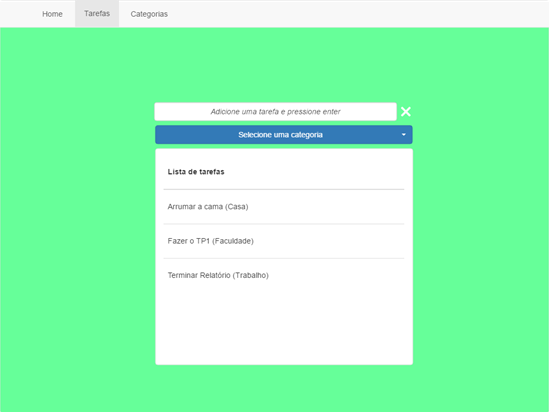 Home Tarefas Categorias
Adicione uma tarefa e pressione enter
Selecione uma categoria
Lista de tarefas
Arrumar a cama (Casa)
Fazer o TP1 (Faculdade)
Terminar Relatório (Trabalho)